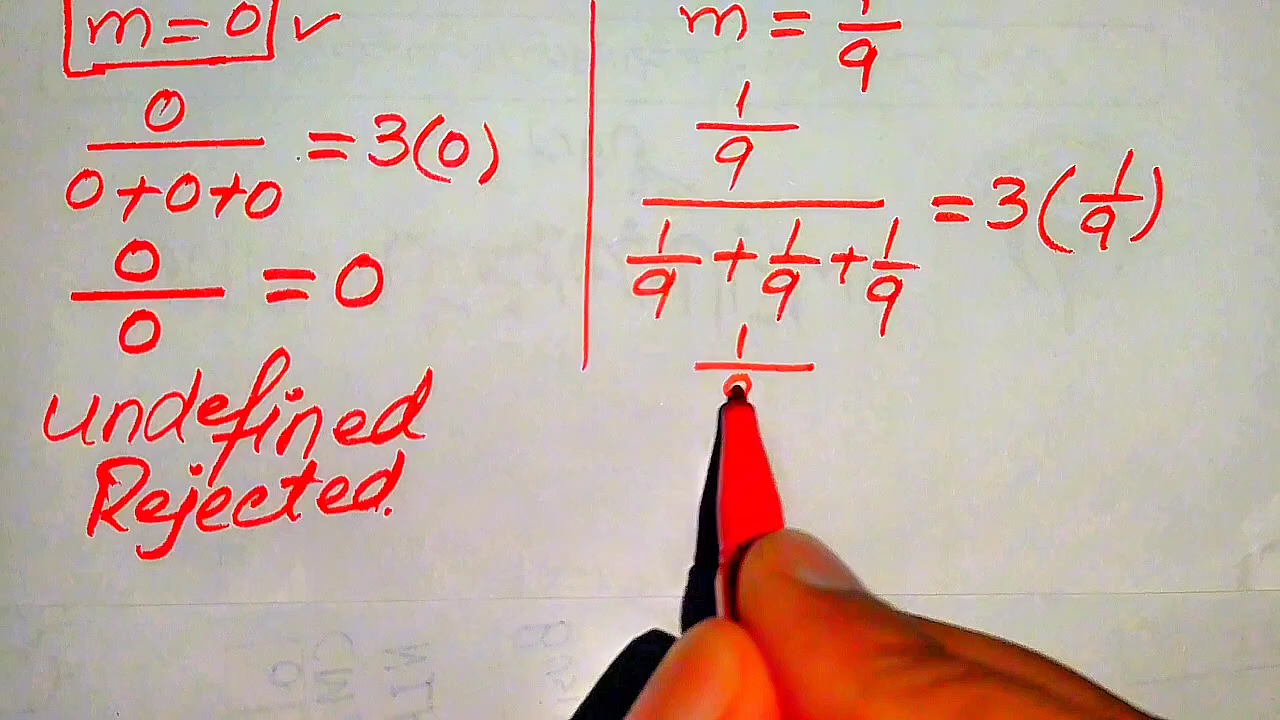 m = 0 ✓
0/(0+0+0) = 3(0)
0/0 = 0
undefined
Rejected.
m = 1/9
(1/9)/(1/9 + 1/9 + 1/9) = 3(1/9)
1/9